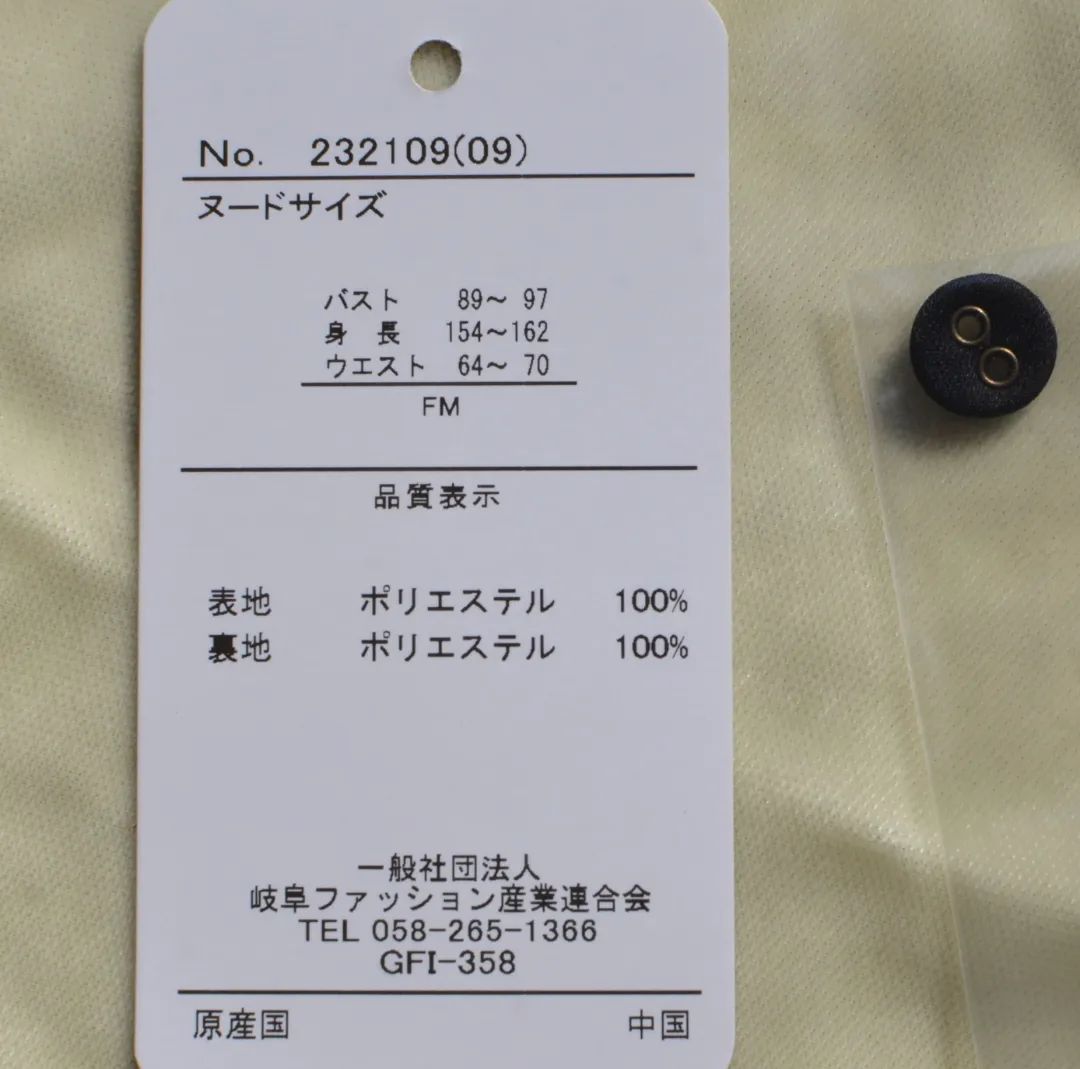 No. 232109(09)
ヌードサイズ
バスト 89～ 97
身 長 154～162
ウエスト 64～ 70
FM
品質表示
表地 ポリエステル 100%
裏地 ポリエステル 100%
一般社団法人
岐阜ファッション産業連合会
TEL 058-265-1366
GFI-358
原産国 中国